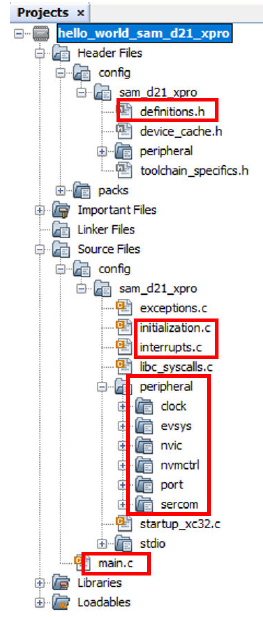 Projects x
hello_world_sam_d21_xpro
Header Files
config
sam_d21_xpro
definitions.h
device_cache.h
peripheral
toolchain_specifics.h
packs
Important Files
Linker Files
Source Files
config
sam_d21_xpro
exceptions.c
initialization.c
interrupts.c
libc_syscalls.c
peripheral
clock
evsys
nvic
nvmctrl
port
sercom
startup_xc32.c
stdio
main.c
Libraries
Loadables